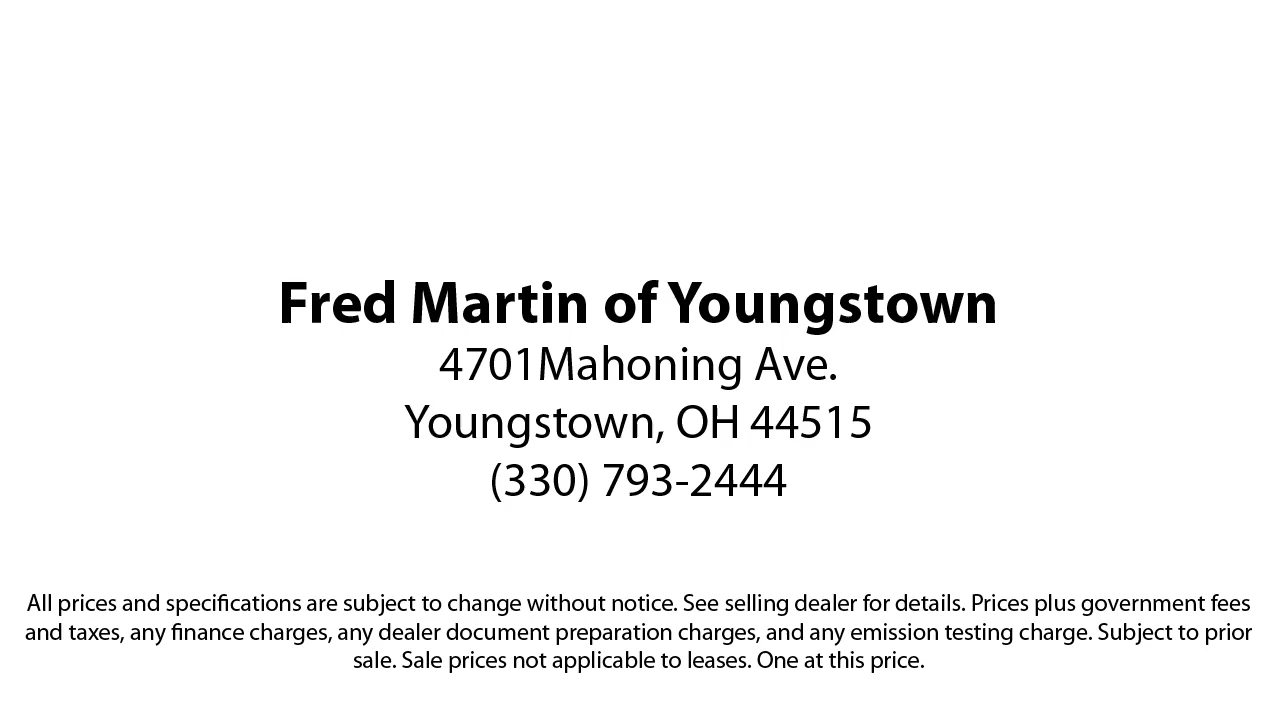 Fred Martin of Youngstown
4701Mahoning Ave.
Youngstown, OH 44515
(330) 793-2444
All prices and specifications are subject to change without notice. See selling dealer for details. Prices plus government fees
and taxes, any finance charges, any dealer document preparation charges, and any emission testing charge. Subject to prior
sale. Sale prices not applicable to leases. One at this price.